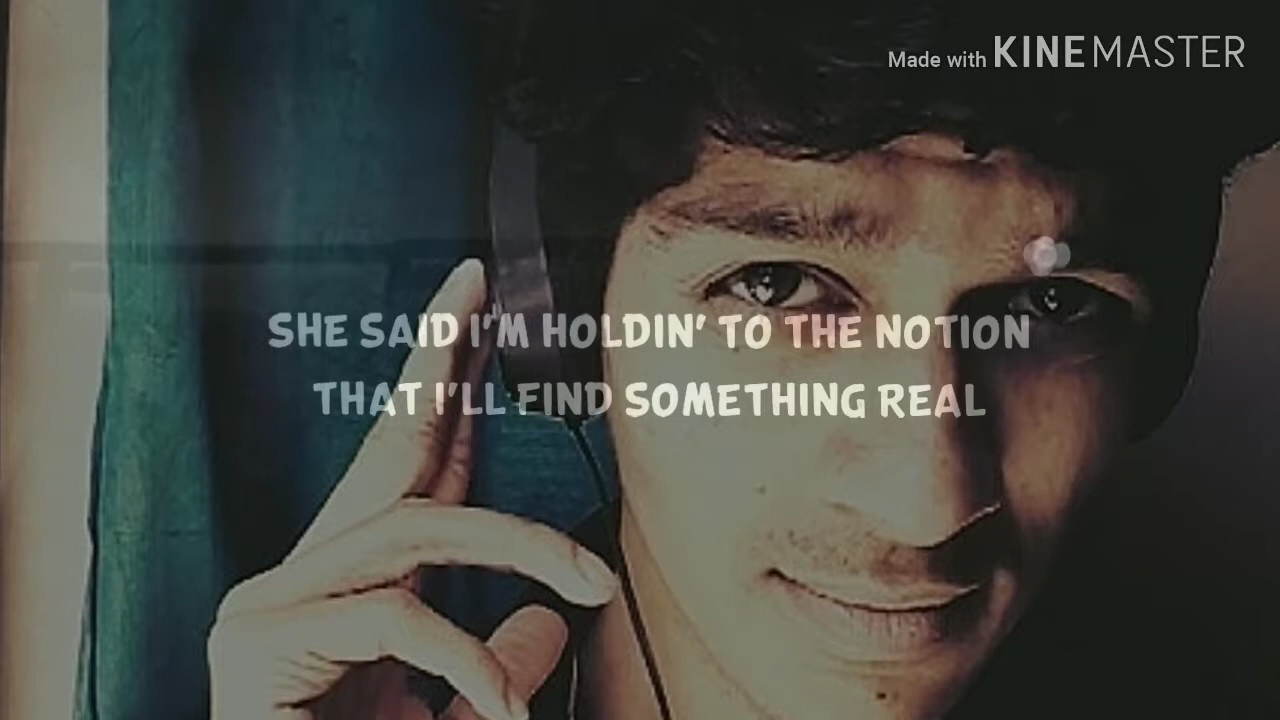 Made with KINEMASTER
SHE SAID I'M HOLDIN' TO THE NOTION
THAT I'LL FIND SOMETHING REAL